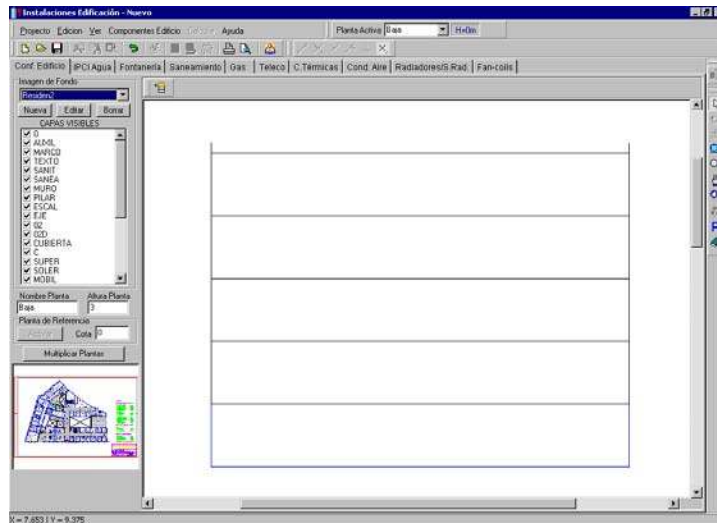 Instalaciones Edificación - Nuevo
Proyecto Edicion Ver Componentes Edificio Ayuda
Planta Activa Baja H=0m
Conf. Edificio IPCI Agua Fontanería Saneamiento Gas Teleco C.Térmicas Cond. Aire Radiadores/S.Rad. Fan-coils
Imagen de Fondo
Residen2
Nueva Editar Borrar
CAPAS VISIBLES
0
AUXIL
MARCO
TEXTO
SANIT
SANEA
MURO
PILAR
ESCAL
EJE
02
02D
CUBIERTA
C
SUPER
SOLER
MOBIL
Nombre Planta Altura Planta
Baja 3
Planta de Referencia
Cota 0
Multiplicar Plantas
X = 7.653 | Y = 9.375